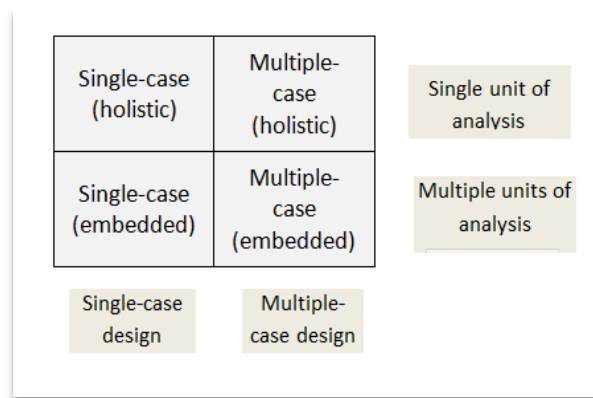 Single-case
(holistic)
Multiple-
case
(holistic)
Single unit of
analysis
Single-case
(embedded)
Multiple-
case
(embedded)
Multiple units of
analysis
Single-case
design
Multiple-
case design